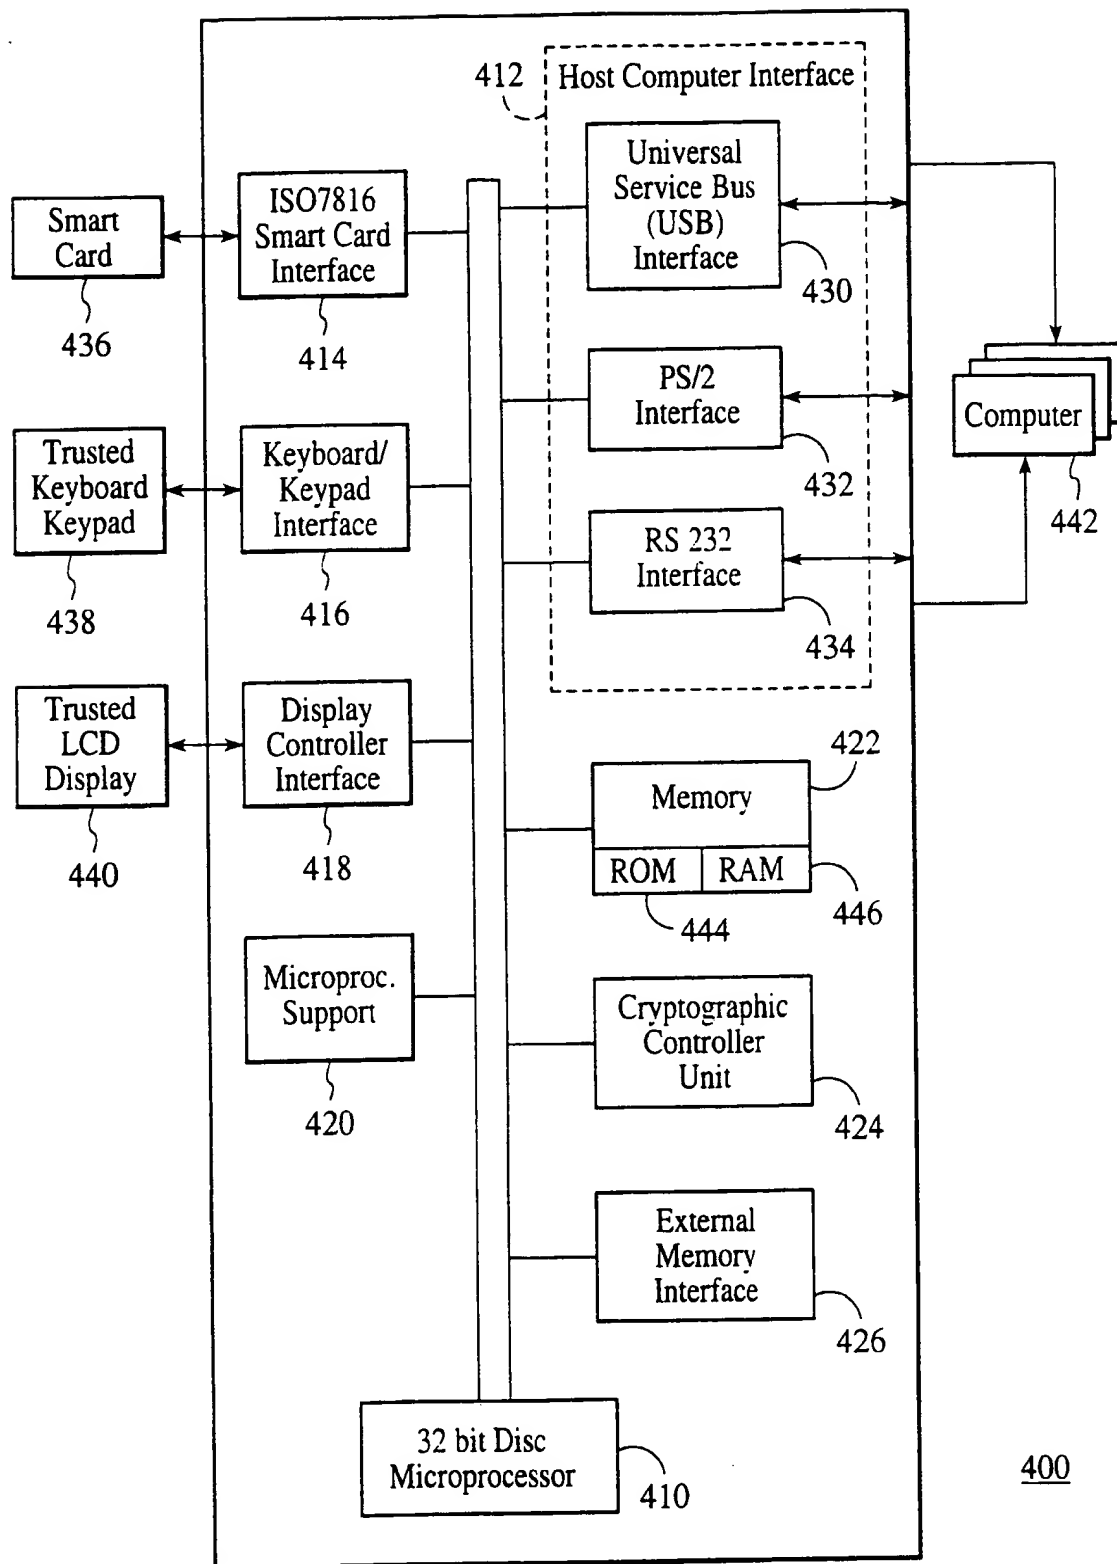 412
Host Computer Interface
Universal
Service Bus
(USB)
Interface
430
ISO7816
Smart Card
Interface
414
Smart
Card
436
PS/2
Interface
432
Computer
442
Trusted
Keyboard
Keypad
438
Keyboard/
Keypad
Interface
416
RS 232
Interface
434
Trusted
LCD
Display
440
Display
Controller
Interface
418
422
Memory
ROM
RAM
444
446
Microproc.
Support
420
Cryptographic
Controller
Unit
424
External
Memory
Interface
426
32 bit Disc
Microprocessor
410
400